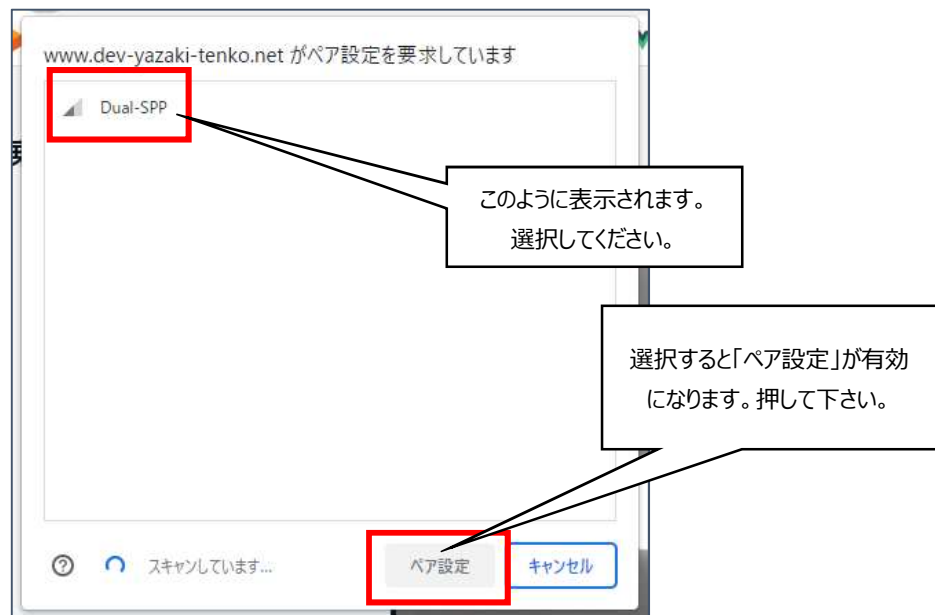 www.dev-yazaki-tenko.net がペア設定を要求しています
Dual-SPP
このように表示されます。
選択してください。
選択すると「ペア設定」が有効
になります。押して下さい。
スキャンしています...
ペア設定
キャンセル